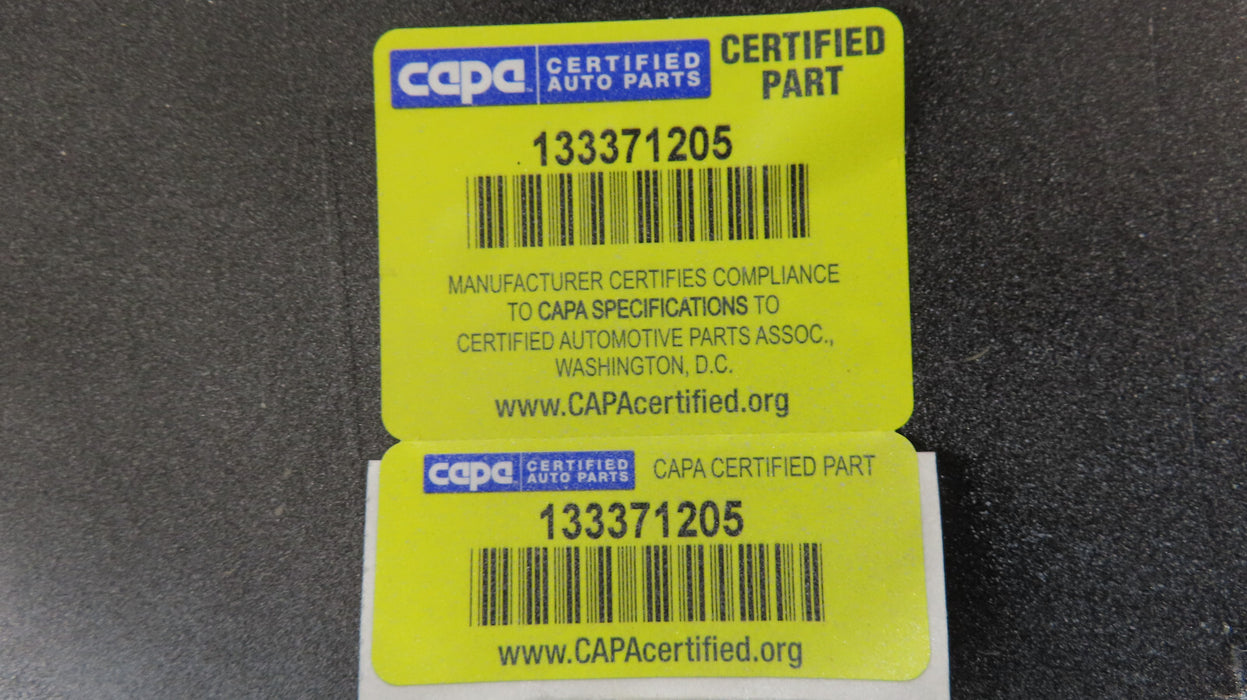 capa™ CERTIFIED AUTO PARTS
CERTIFIED PART
133371205
MANUFACTURER CERTIFIES COMPLIANCE
TO CAPA SPECIFICATIONS TO
CERTIFIED AUTOMOTIVE PARTS ASSOC.,
WASHINGTON, D.C.
www.CAPAcertified.org
capa CERTIFIED AUTO PARTS
CAPA CERTIFIED PART
133371205
www.CAPAcertified.org